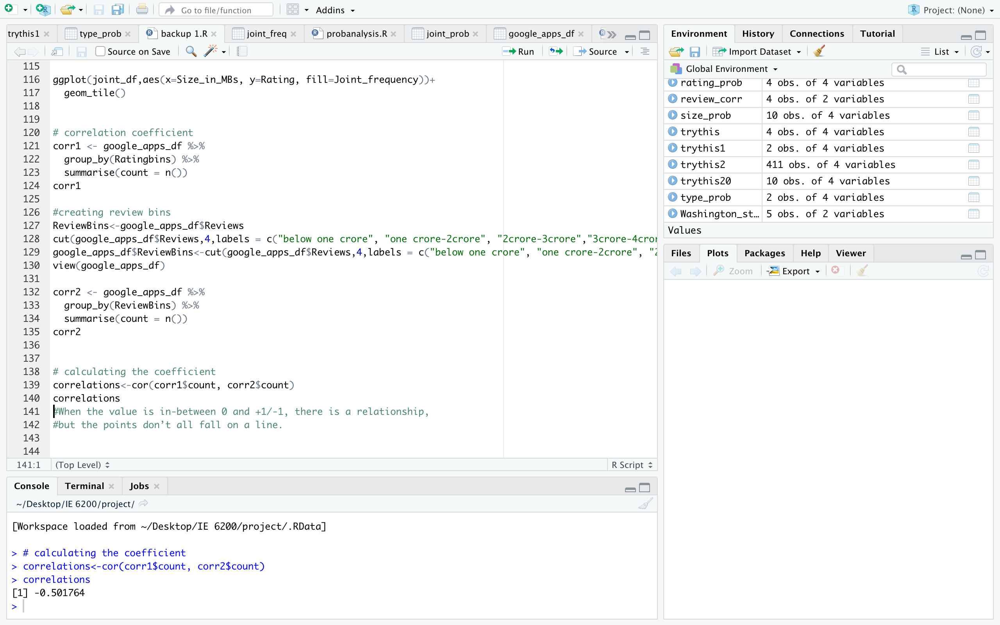 Go to file/function
Addins
Project: (None)
trythis1
type_prob
backup 1.R
joint_freq
probanalysis.R
joint_prob
google_apps_df
Source on Save
Run
Source
115
116 ggplot(joint_df,aes(x=Size_in_MBs, y=Rating, fill=Joint_frequency))+
117 geom_tile()
118
119
120 # correlation coefficient
121 corr1 <- google_apps_df %>%
122 group_by(Ratingbins) %>%
123 summarise(count = n())
124 corr1
125
126 #creating review bins
127 ReviewBins<-google_apps_df$Reviews
128 cut(google_apps_df$Reviews,4,labels = c("below one crore", "one crore-2crore", "2crore-3crore","3crore-4cror
129 google_apps_df$ReviewBins<-cut(google_apps_df$Reviews,4,labels = c("below one crore", "one crore-2crore", "2
130 view(google_apps_df)
131
132 corr2 <- google_apps_df %>%
133 group_by(ReviewBins) %>%
134 summarise(count = n())
135 corr2
136
137
138 # calculating the coefficient
139 correlations<-cor(corr1$count, corr2$count)
140 correlations
141 #When the value is in-between 0 and +1/-1, there is a relationship,
142 #but the points don’t all fall on a line.
143
144
141:1 (Top Level) R Script
Console Terminal Jobs
~/Desktop/IE 6200/project/
[Workspace loaded from ~/Desktop/IE 6200/project/.RData]
> # calculating the coefficient
> correlations<-cor(corr1$count, corr2$count)
> correlations
[1] -0.501764
>
Environment History Connections Tutorial
Import Dataset List
Global Environment
rating_prob 4 obs. of 4 variables
review_corr 4 obs. of 2 variables
size_prob 10 obs. of 4 variables
trythis 4 obs. of 4 variables
trythis1 2 obs. of 4 variables
trythis2 411 obs. of 4 variables
trythis20 10 obs. of 4 variables
type_prob 2 obs. of 4 variables
Washington_st… 5 obs. of 2 variables
Values
Files Plots Packages Help Viewer
Zoom Export